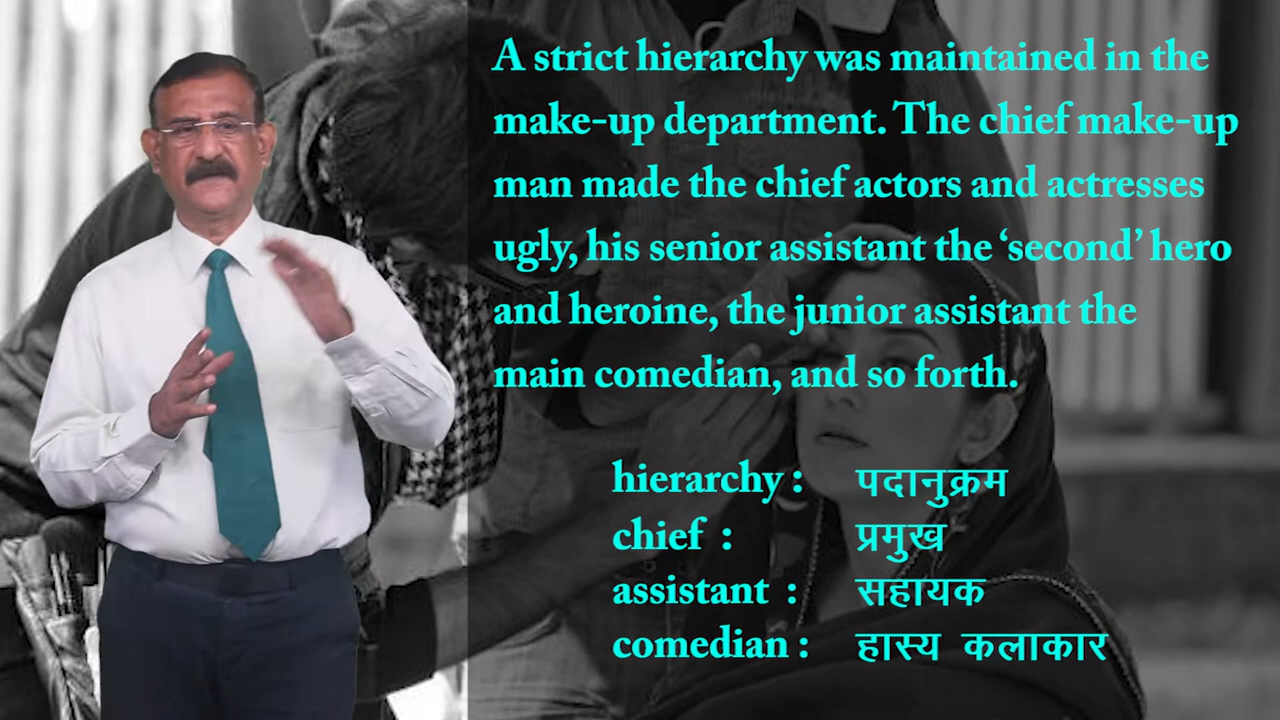 A strict hierarchy was maintained in the
make-up department. The chief make-up
man made the chief actors and actresses
ugly, his senior assistant the ‘second’ hero
and heroine, the junior assistant the
main comedian, and so forth.
hierarchy : पदानुक्रम
chief : प्रमुख
assistant : सहायक
comedian : हास्य कलाकार